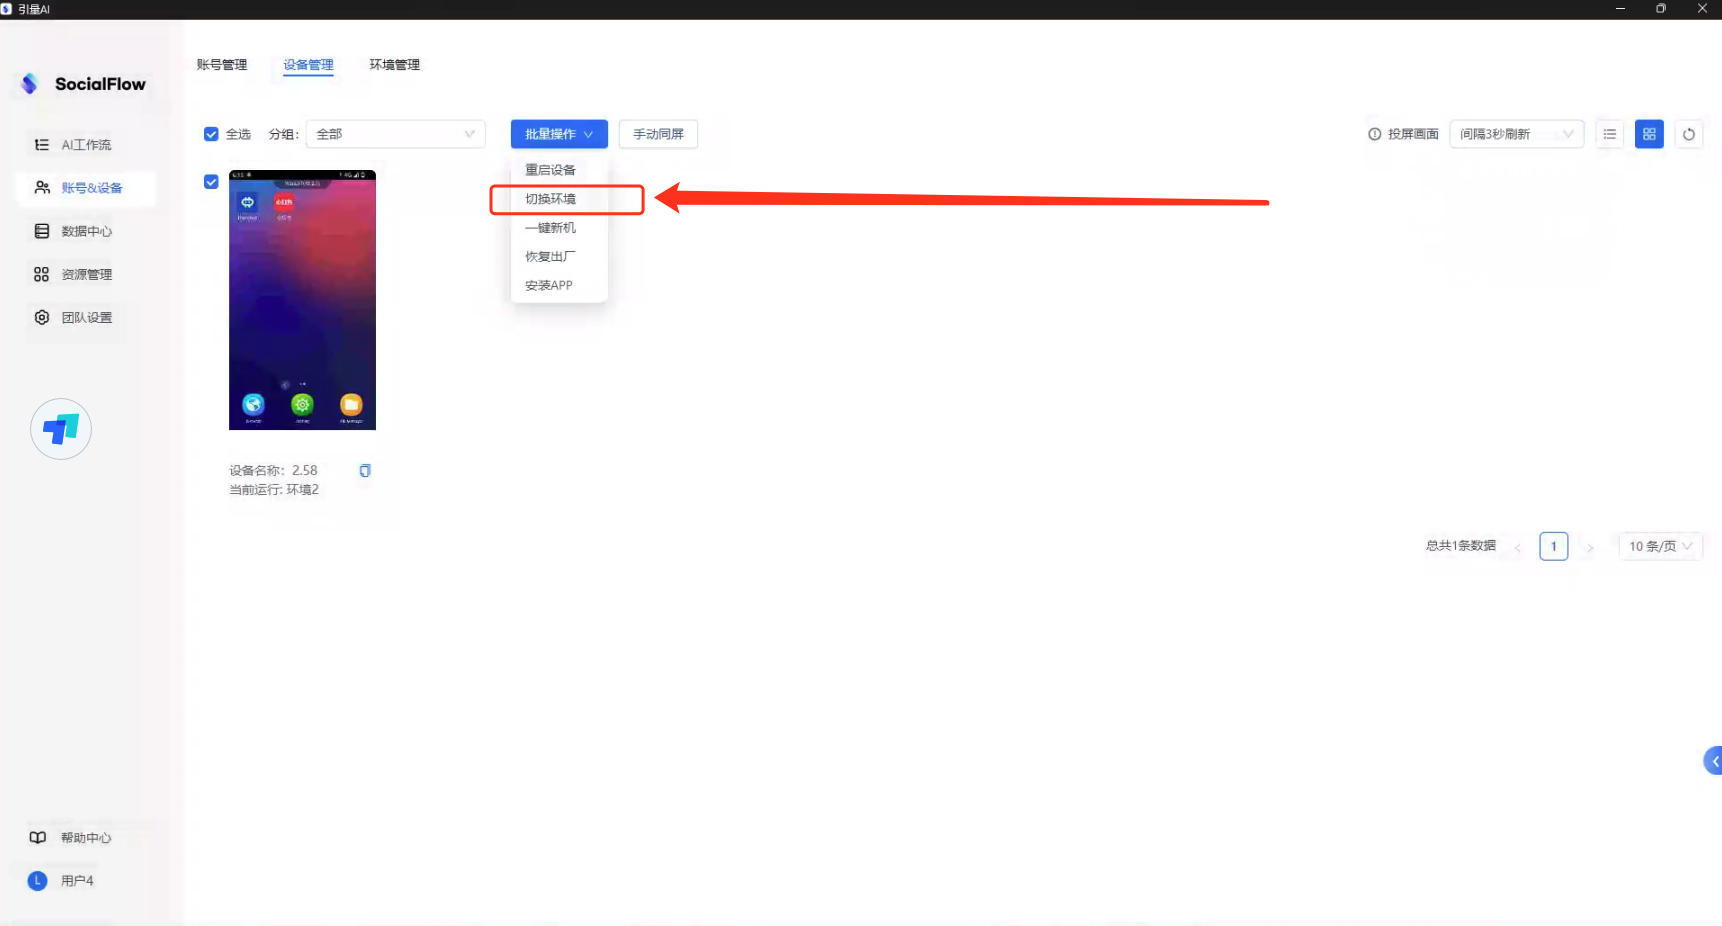 引量AI
SocialFlow
账号管理 设备管理 环境管理
全选 分组: 全部 批量操作 手动同屏 投屏画面 间隔3秒刷新
AI工作流
账号&设备
数据中心
资源管理
团队设置
重启设备
切换环境
一键新机
恢复出厂
安装APP
小红书
设备名称: 2.58
当前运行: 环境2
总共1条数据 1 10 条/页
帮助中心
L 用户4